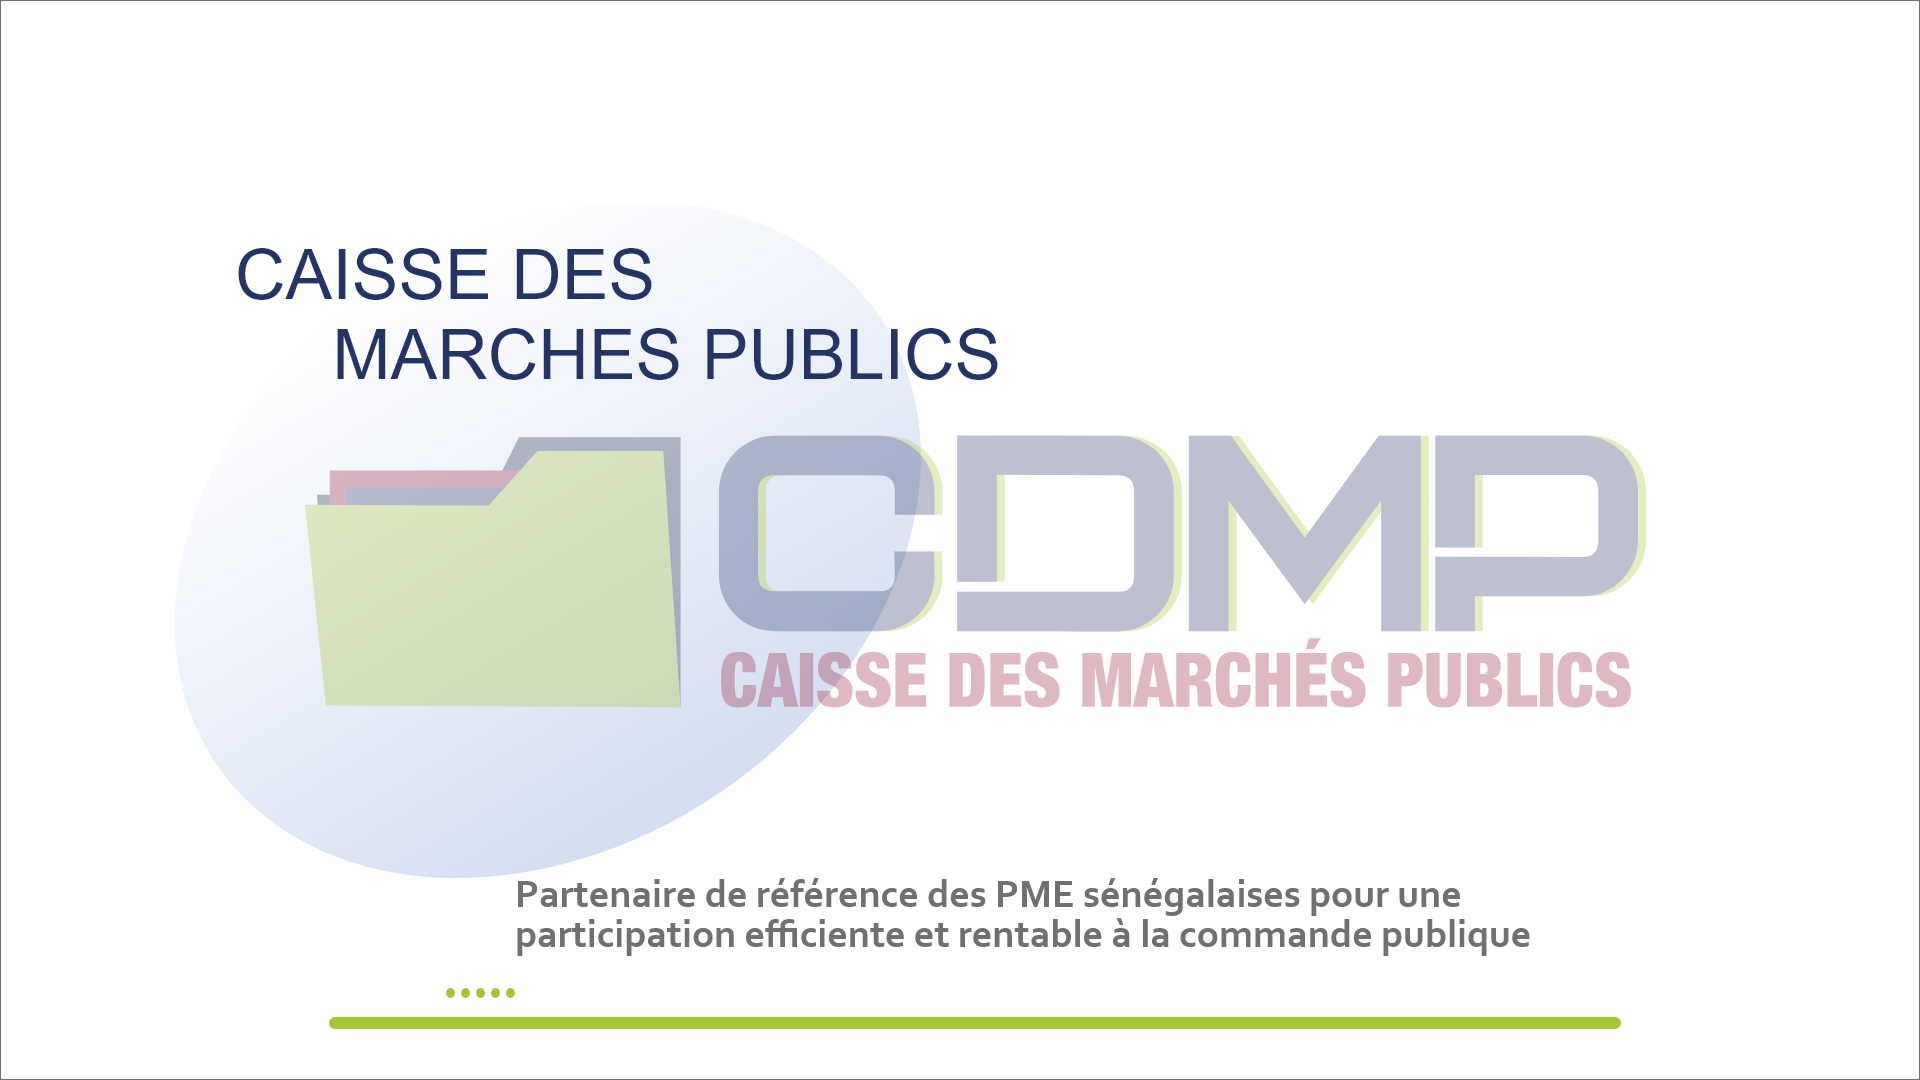 CAISSE DES
MARCHES PUBLICS
CDMP
CAISSE DES MARCHÉS PUBLICS
Partenaire de référence des PME sénégalaises pour une
participation efficiente et rentable à la commande publique